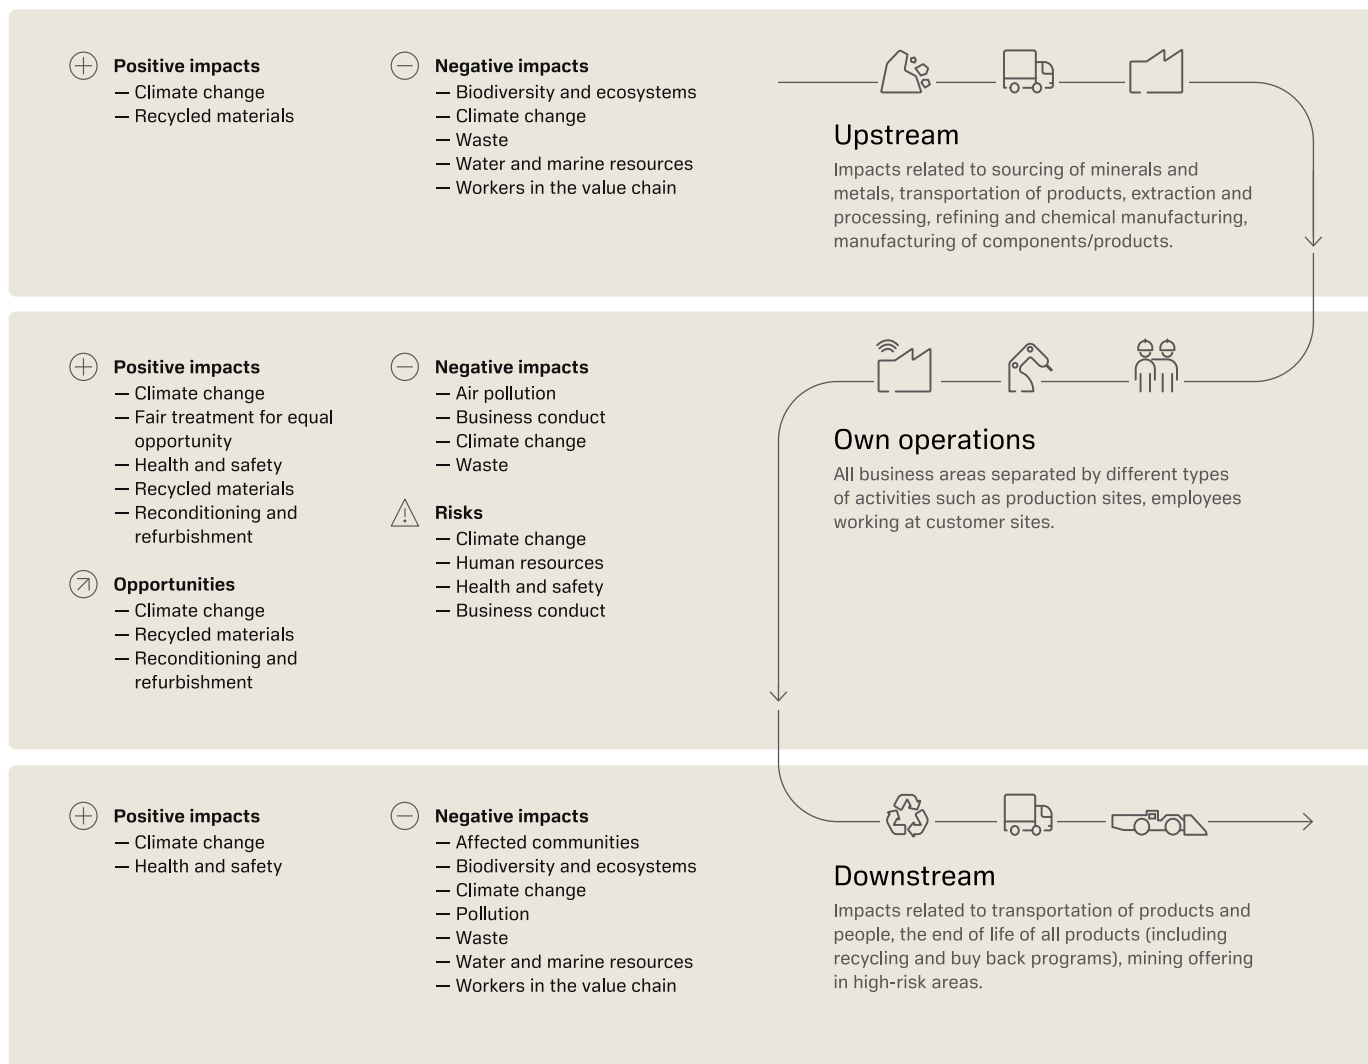 Positive impacts
— Climate change
— Recycled materials
Negative impacts
— Biodiversity and ecosystems
— Climate change
— Waste
— Water and marine resources
— Workers in the value chain
Upstream
Impacts related to sourcing of minerals and
metals, transportation of products, extraction and
processing, refining and chemical manufacturing,
manufacturing of components/products.
Positive impacts
— Climate change
— Fair treatment for equal
opportunity
— Health and safety
— Recycled materials
— Reconditioning and
refurbishment
Opportunities
— Climate change
— Recycled materials
— Reconditioning and
refurbishment
Negative impacts
— Air pollution
— Business conduct
— Climate change
— Waste
Risks
— Climate change
— Human resources
— Health and safety
— Business conduct
Own operations
All business areas separated by different types
of activities such as production sites, employees
working at customer sites.
Positive impacts
— Climate change
— Health and safety
Negative impacts
— Affected communities
— Biodiversity and ecosystems
— Climate change
— Pollution
— Waste
— Water and marine resources
— Workers in the value chain
Downstream
Impacts related to transportation of products and
people, the end of life of all products (including
recycling and buy back programs), mining offering
in high-risk areas.